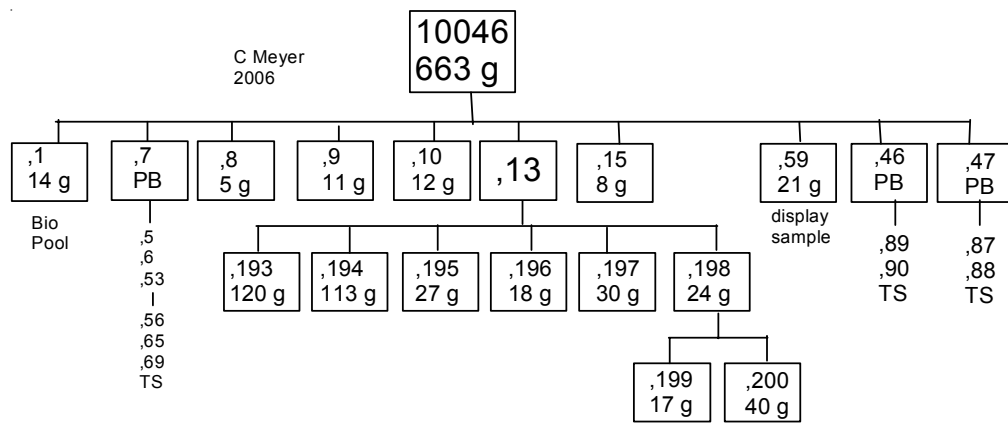 10046
663 g
C Meyer
2006
,1
14 g
,7
PB
,8
5 g
,9
11 g
,10
12 g
,13
,15
8 g
,59
21 g
,46
PB
,47
PB
Bio
Pool
,5
,6
,53
,56
,65
,69
TS
display
sample
,89
,90
TS
,87
,88
TS
,193
120 g
,194
113 g
,195
27 g
,196
18 g
,197
30 g
,198
24 g
,199
17 g
,200
40 g